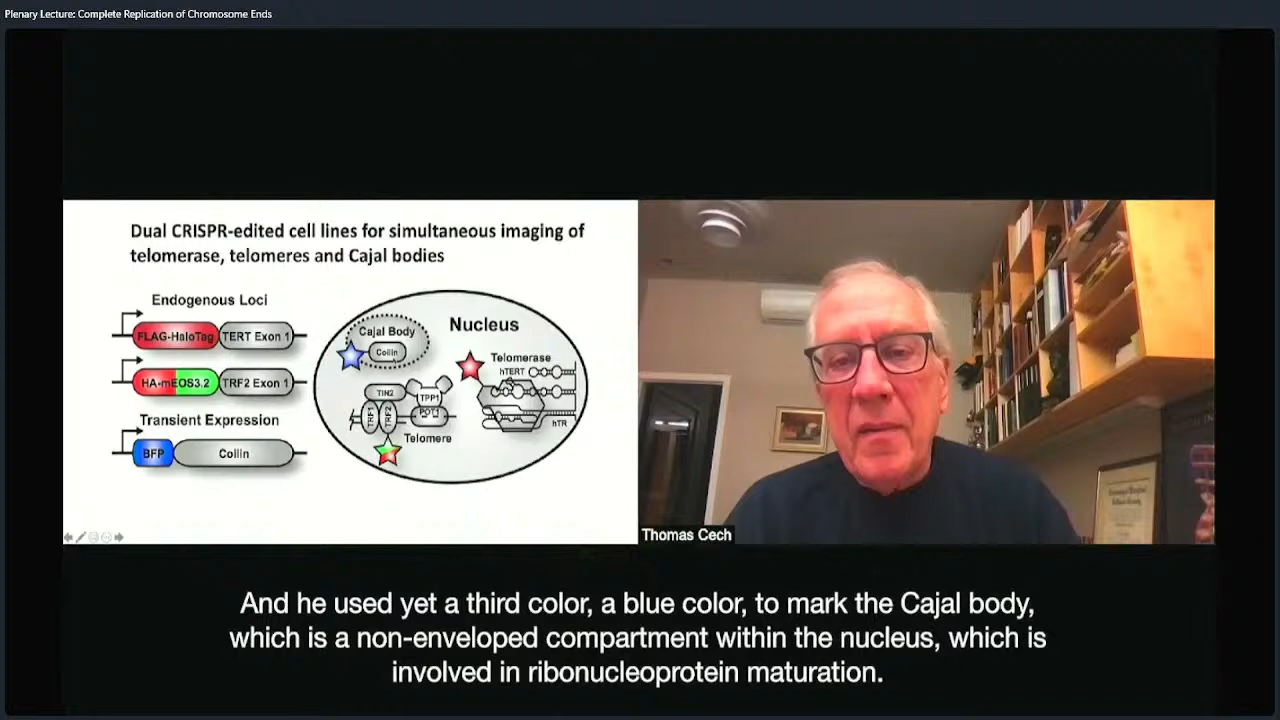 Plenary Lecture: Complete Replication of Chromosome Ends
Dual CRISPR-edited cell lines for simultaneous imaging of
telomerase, telomeres and Cajal bodies
Endogenous Loci
FLAG-HaloTag TERT Exon 1
HA-mEOS3.2 TRF2 Exon 1
Transient Expression
BFP Coilin
Nucleus
Cajal Body
Coilin
Telomerase
hTERT
hTR
TIN2
TPP1
TRF1
TRF2
POT1
Telomere
Thomas Cech
And he used yet a third color, a blue color, to mark the Cajal body,
which is a non-enveloped compartment within the nucleus, which is
involved in ribonucleoprotein maturation.